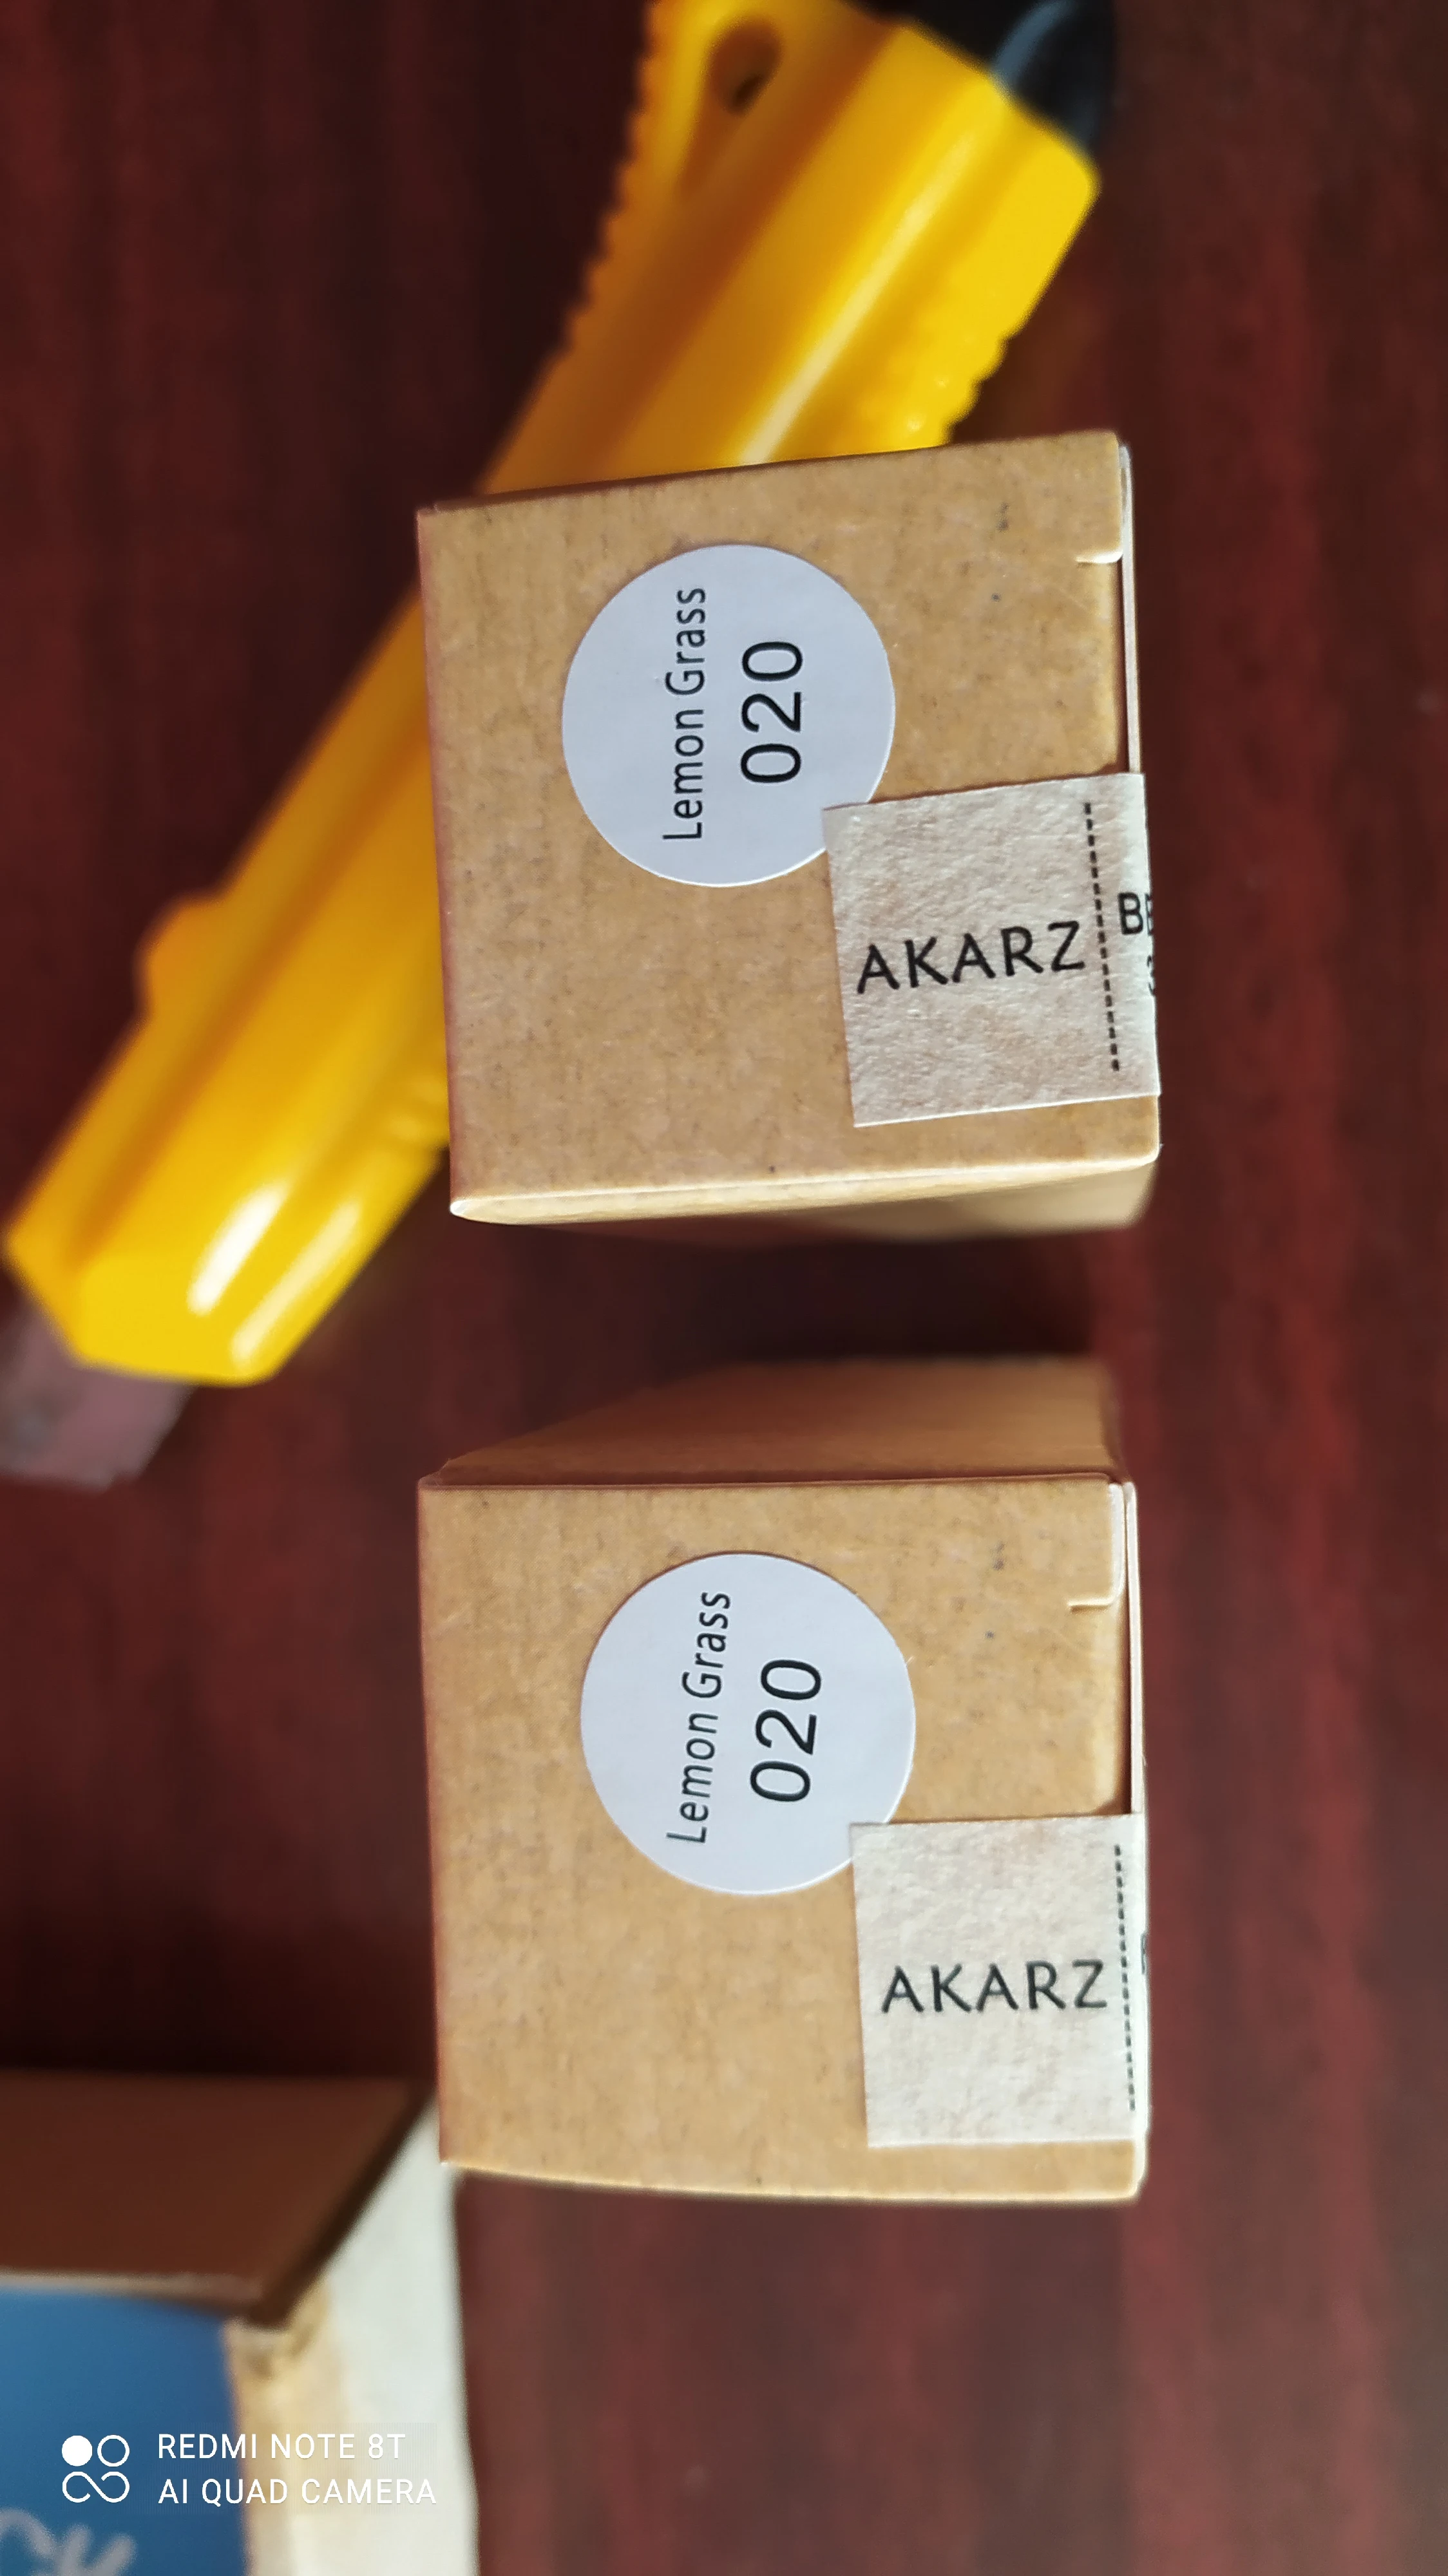 Lemon Grass
020
AKARZ
Lemon Grass
020
AKARZ
REDMI NOTE 8T
AI QUAD CAMERA